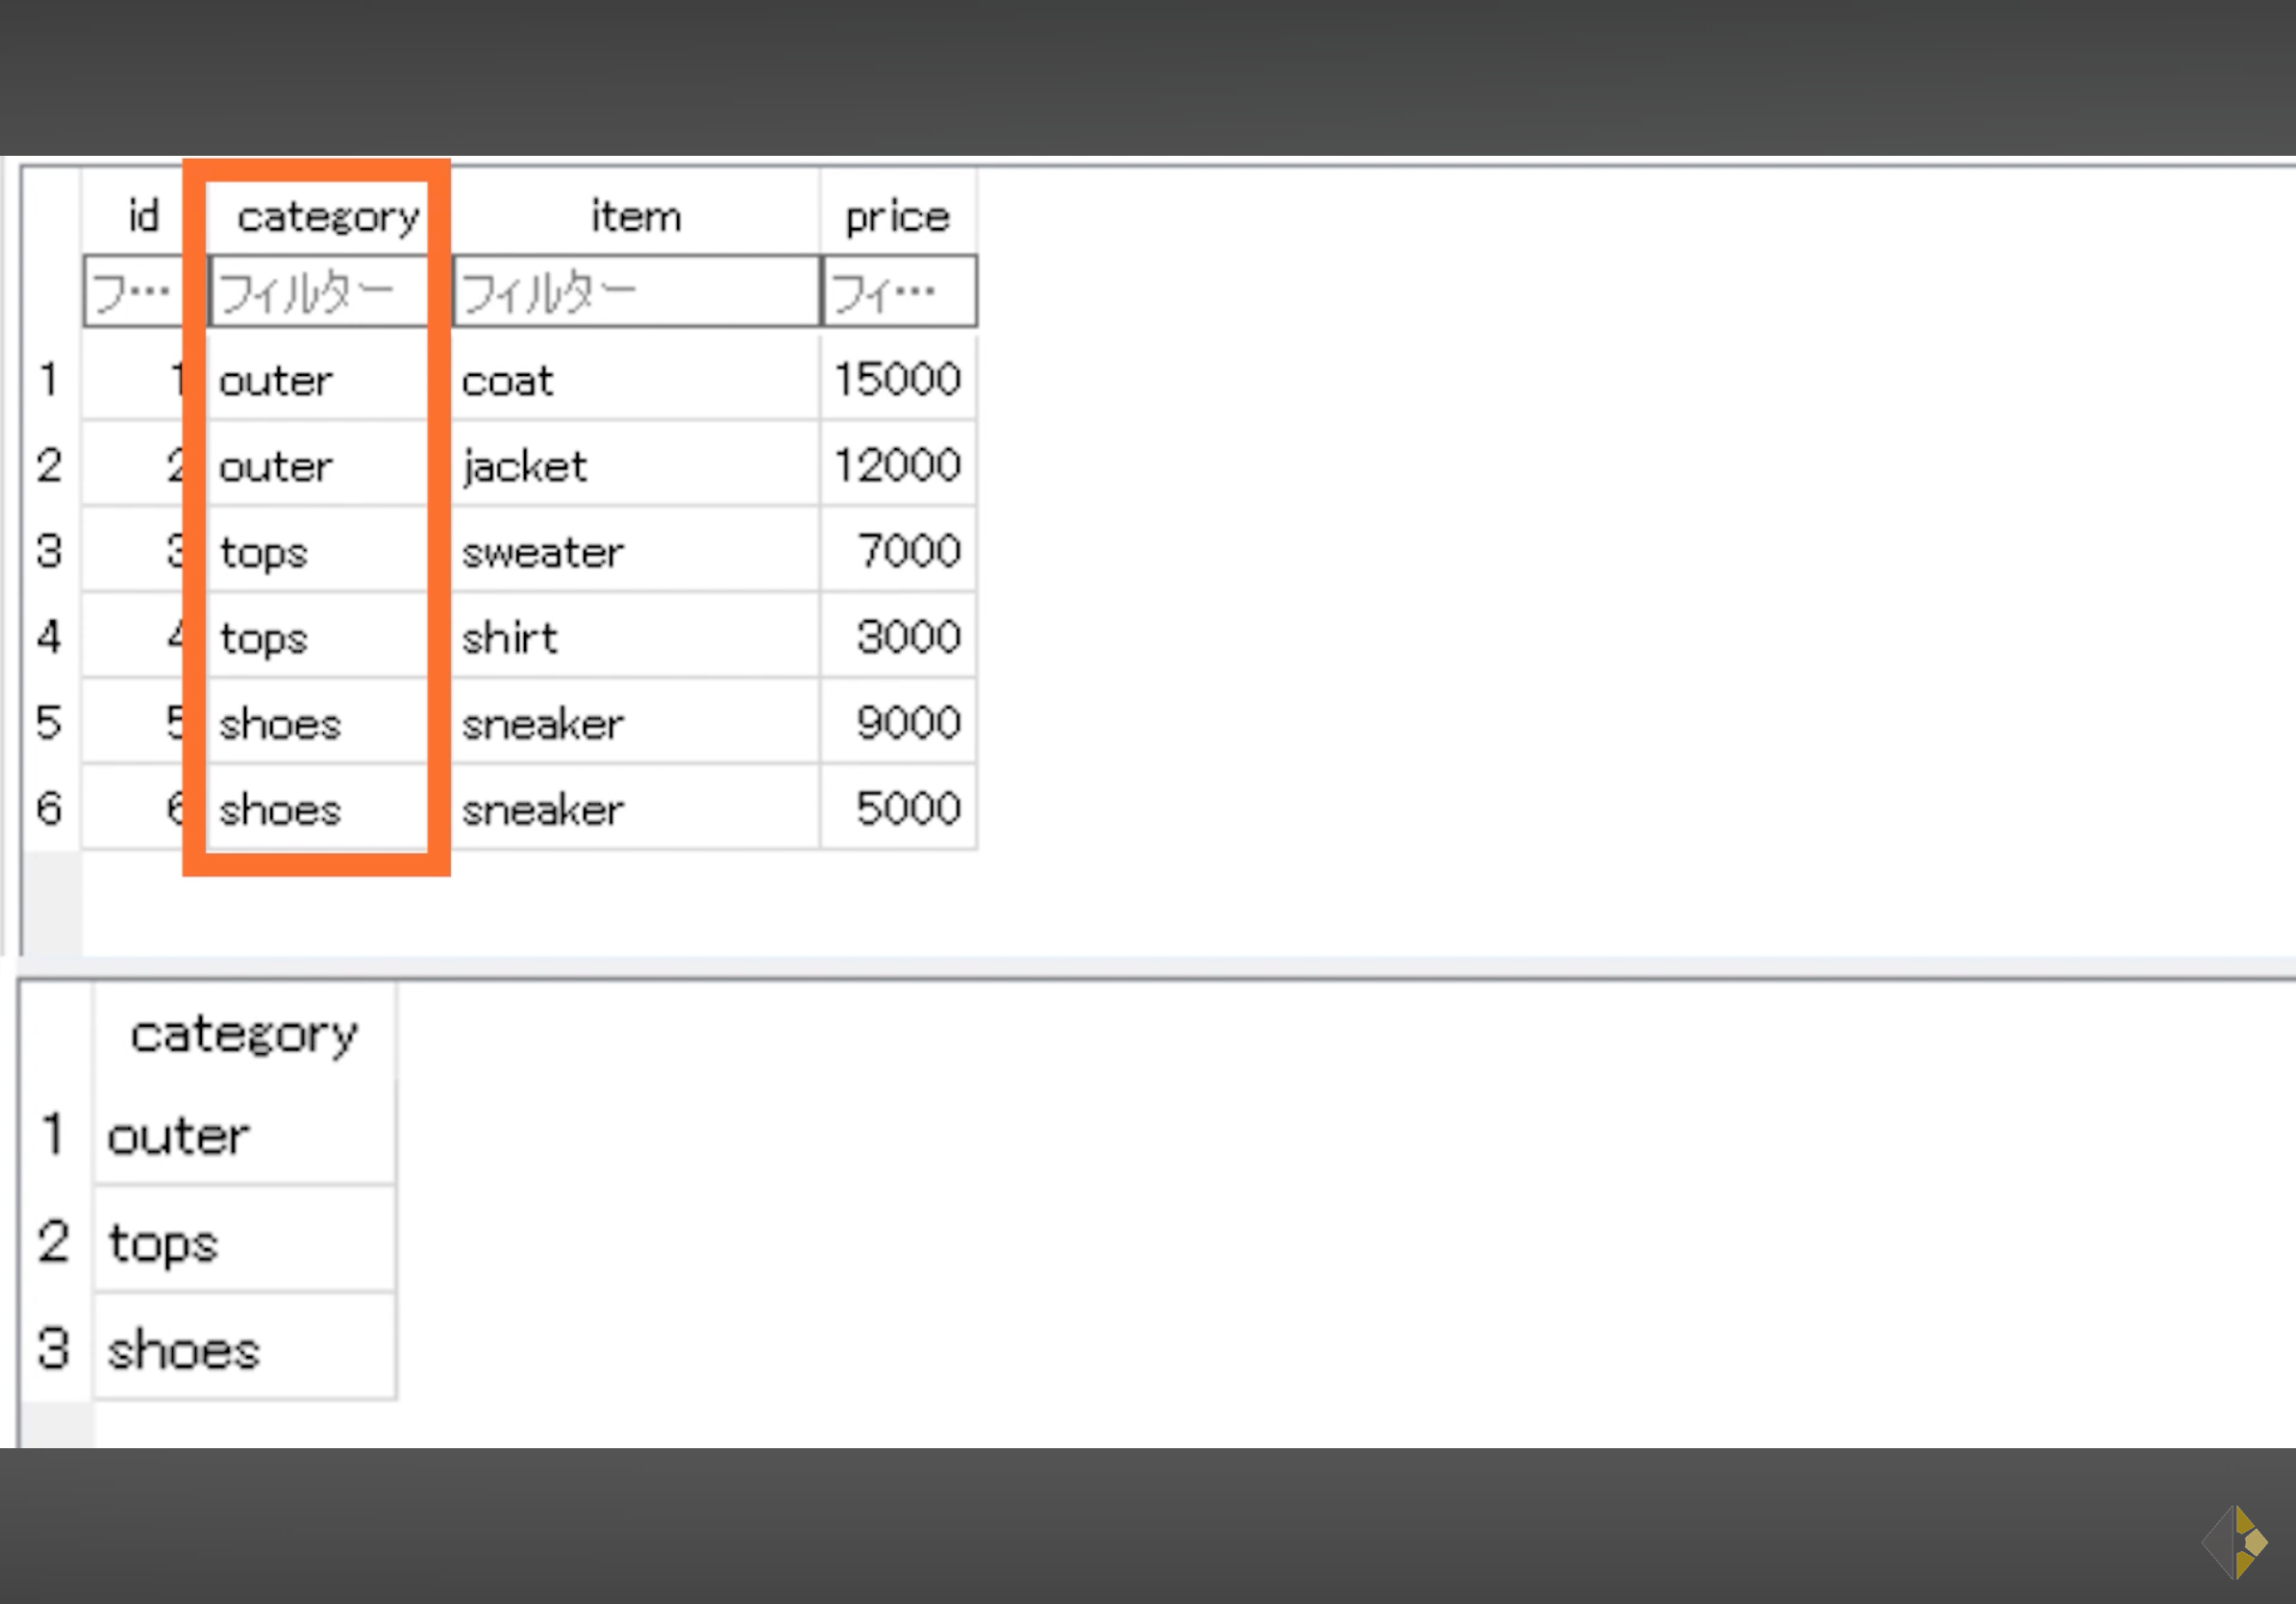 id category item price
フ… フィルター フィルター フィ…
1 1 outer coat 15000
2 2 outer jacket 12000
3 3 tops sweater 7000
4 4 tops shirt 3000
5 5 shoes sneaker 9000
6 6 shoes sneaker 5000
category
1 outer
2 tops
3 shoes